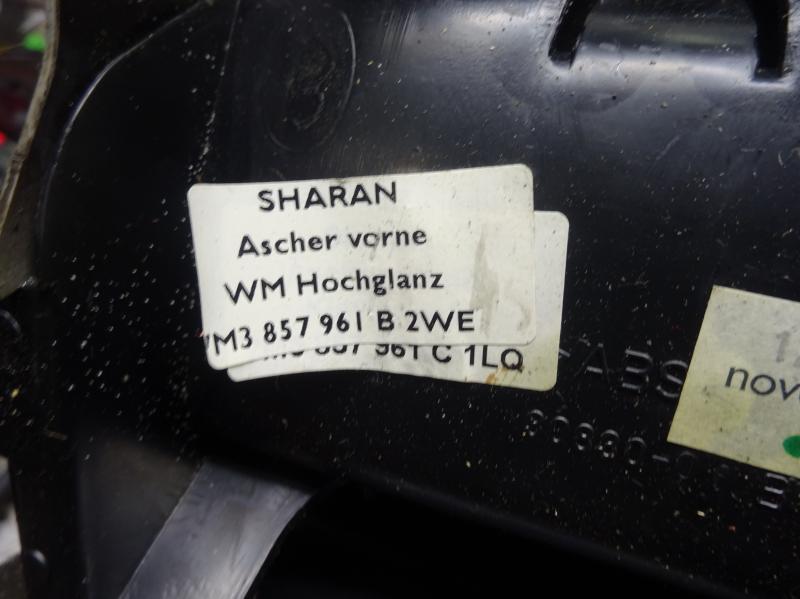 SHARAN
Ascher vorne
WM Hochglanz
7M3 857 961 B 2WE
961 C 1LQ
>ABS
nov